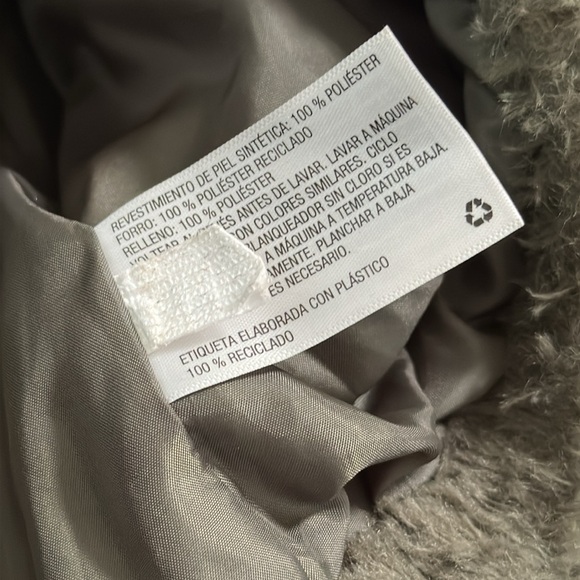 REVESTIMIENTO DE PIEL SINTÉTICA: 100 % POLIÉSTER
FORRO: 100 % POLIÉSTER RECICLADO
RELLENO: 100 % POLIÉSTER
ANTES DE LAVAR. LAVAR A MÁQUINA
CON COLORES SIMILARES. CICLO
BLANQUEADOR SIN CLORO SI ES
A MÁQUINA A TEMPERATURA BAJA.
PLANCHAR A BAJA
ES NECESARIO.
ETIQUETA ELABORADA CON PLÁSTICO
100 % RECICLADO